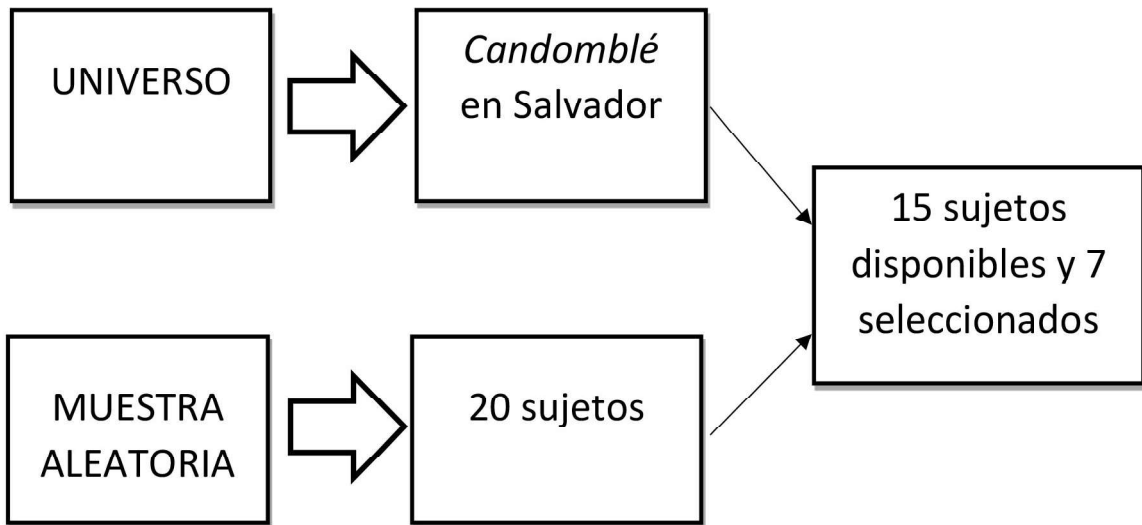 UNIVERSO
Candomblé
en Salvador
15 sujetos
disponibles y 7
seleccionados
MUESTRA
ALEATORIA
20 sujetos